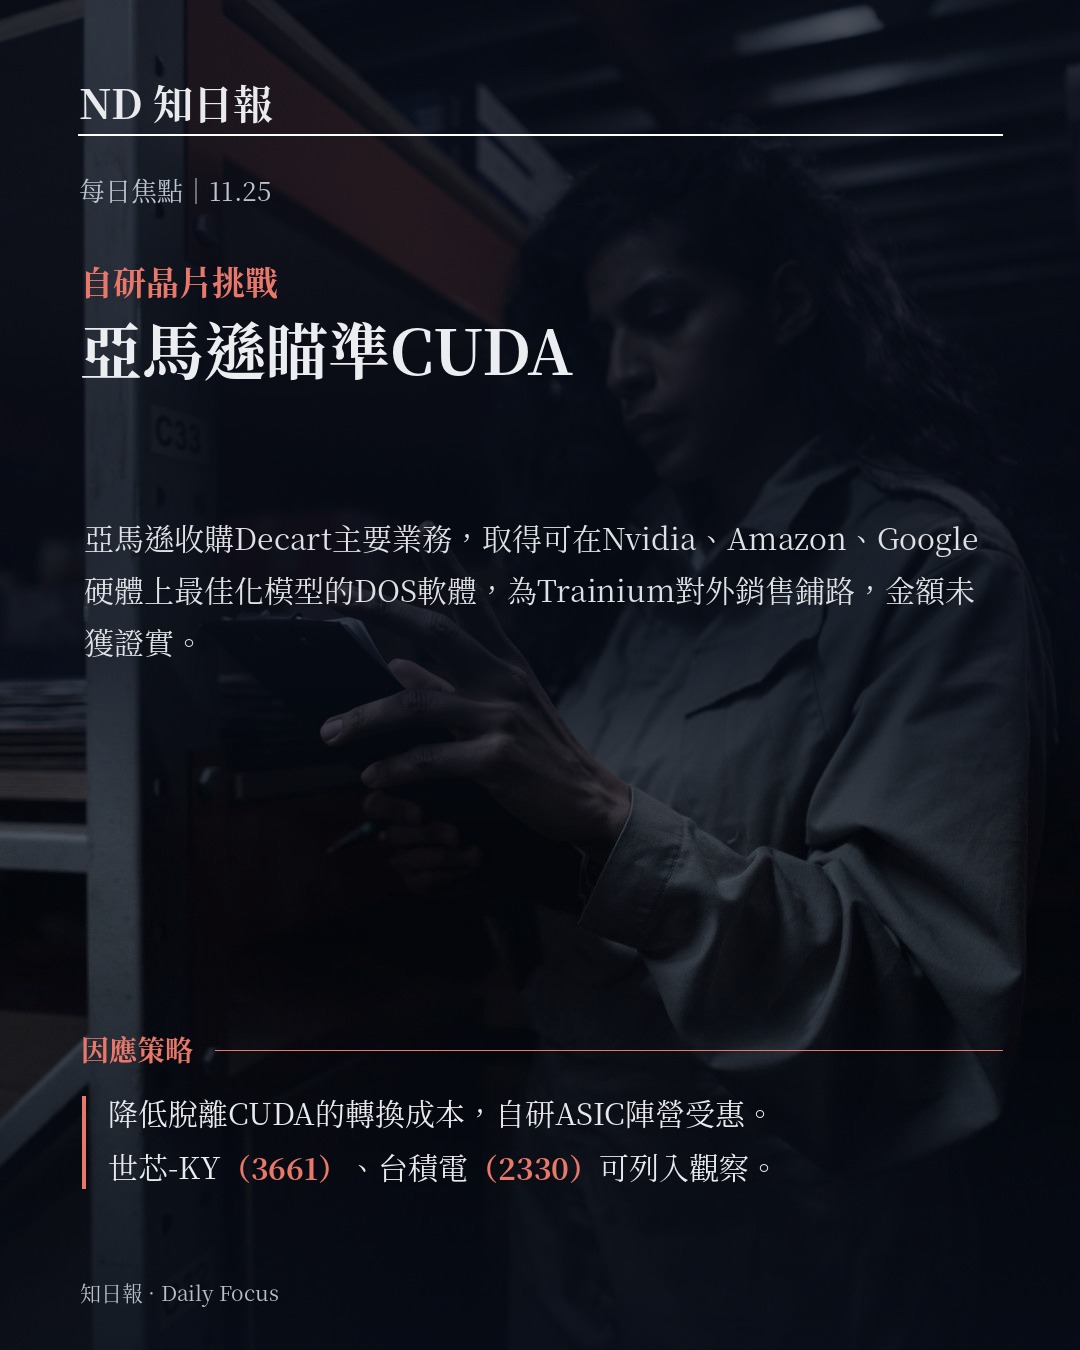 ND 知日報
每日焦點｜11.25
自研晶片挑戰
亞馬遜瞄準CUDA
C33
亞馬遜收購Decart主要業務，取得可在Nvidia、Amazon、Google
硬體上最佳化模型的DOS軟體，為Trainium對外銷售鋪路，金額未
獲證實。
因應策略
降低脫離CUDA的轉換成本，自研ASIC陣營受惠。
世芯-KY（3661）、台積電（2330）可列入觀察。
知日報 · Daily Focus